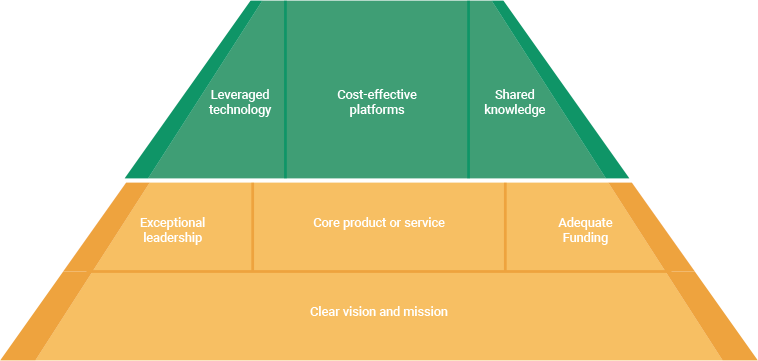 Leveraged
technology
Cost-effective
platforms
Shared
knowledge
Exceptional
leadership
Core product or service
Adequate
Funding
Clear vision and mission